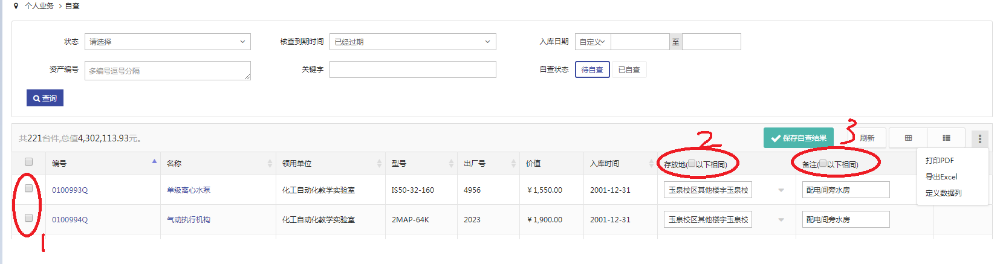 个人业务 > 自查
状态 请选择 核查到期时间 已经过期 入库日期 自定义 至
资产编号 多编号逗号分隔 关键字 自查状态 待自查 已自查
查询
共221台件,总值4,302,113.93元。 2 保存自查结果 3 刷新
编号 名称 领用单位 型号 出厂号 价值 入库时间 存放地(以下相同) 备注(以下相同)
打印PDF
导出Excel
定义数据列
0100993Q 单级离心水泵 化工自动化教学实验室 IS50-32-160 4956 ¥1,550.00 2001-12-31 玉泉校区其他楼宇玉泉校 配电间旁水房
0100994Q 气动执行机构 化工自动化教学实验室 2MAP-64K 2023 ¥1,900.00 2001-12-31 玉泉校区其他楼宇玉泉校 配电间旁水房
1